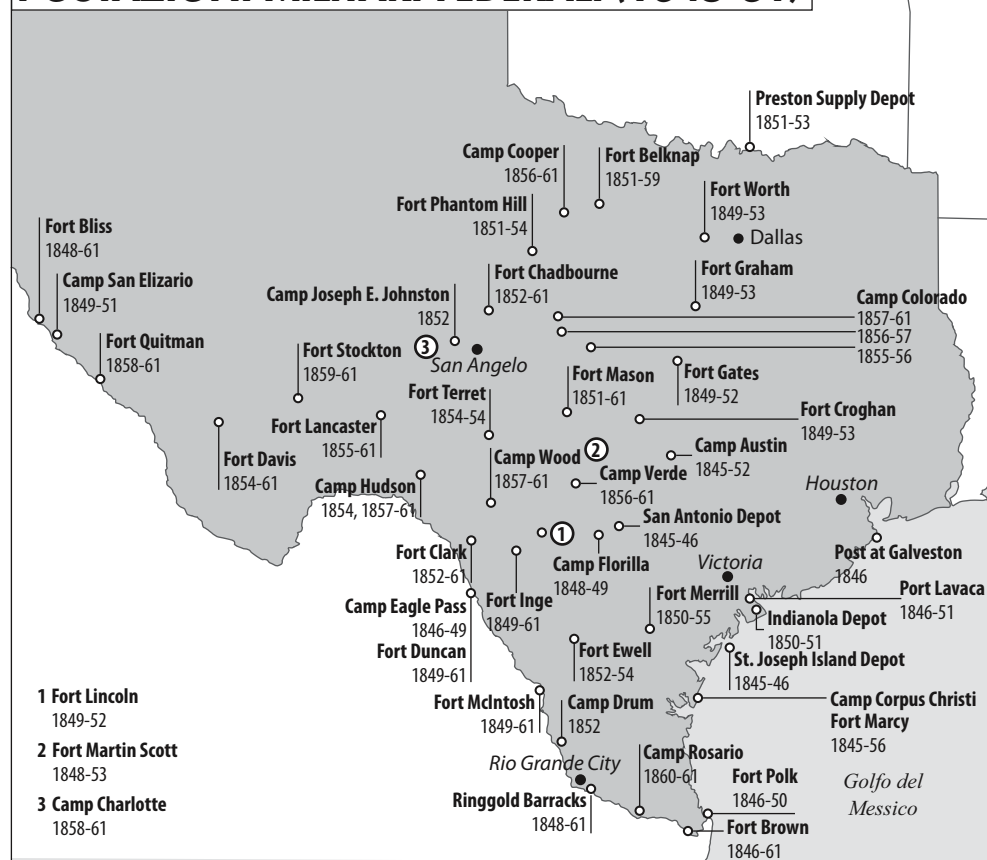 Preston Supply Depot
1851-53
Camp Cooper
1856-61
Fort Belknap
1851-59
Fort Worth
1849-53
Dallas
Fort Phantom Hill
1851-54
Fort Bliss
1848-61
Camp San Elizario
1849-51
Fort Quitman
1858-61
Camp Joseph E. Johnston
1852
Fort Chadbourne
1852-61
Fort Graham
1849-53
Camp Colorado
1857-61
1856-57
1855-56
Fort Stockton
1859-61
3
San Angelo
Fort Mason
1851-61
Fort Gates
1849-52
Fort Terret
1854-54
Fort Lancaster
1855-61
Fort Croghan
1849-53
Fort Davis
1854-61
Camp Hudson
1854, 1857-61
Camp Wood
1857-61
2
Camp Verde
1856-61
Camp Austin
1845-52
Houston
San Antonio Depot
1845-46
1
Camp Florilla
1848-49
Fort Clark
1852-61
Victoria
Post at Galveston
1846
Camp Eagle Pass
1846-49
Fort Duncan
1849-61
Fort Inge
1849-61
Fort Merrill
1850-55
Port Lavaca
1846-51
Indianola Depot
1850-51
Fort Ewell
1852-54
St. Joseph Island Depot
1845-46
Fort McIntosh
1849-61
Camp Drum
1852
Camp Corpus Christi
Fort Marcy
1845-56
Rio Grande City
Camp Rosario
1860-61
Ringgold Barracks
1848-61
Fort Polk
1846-50
Fort Brown
1846-61
Golfo del
Messico
1 Fort Lincoln
1849-52
2 Fort Martin Scott
1848-53
3 Camp Charlotte
1858-61